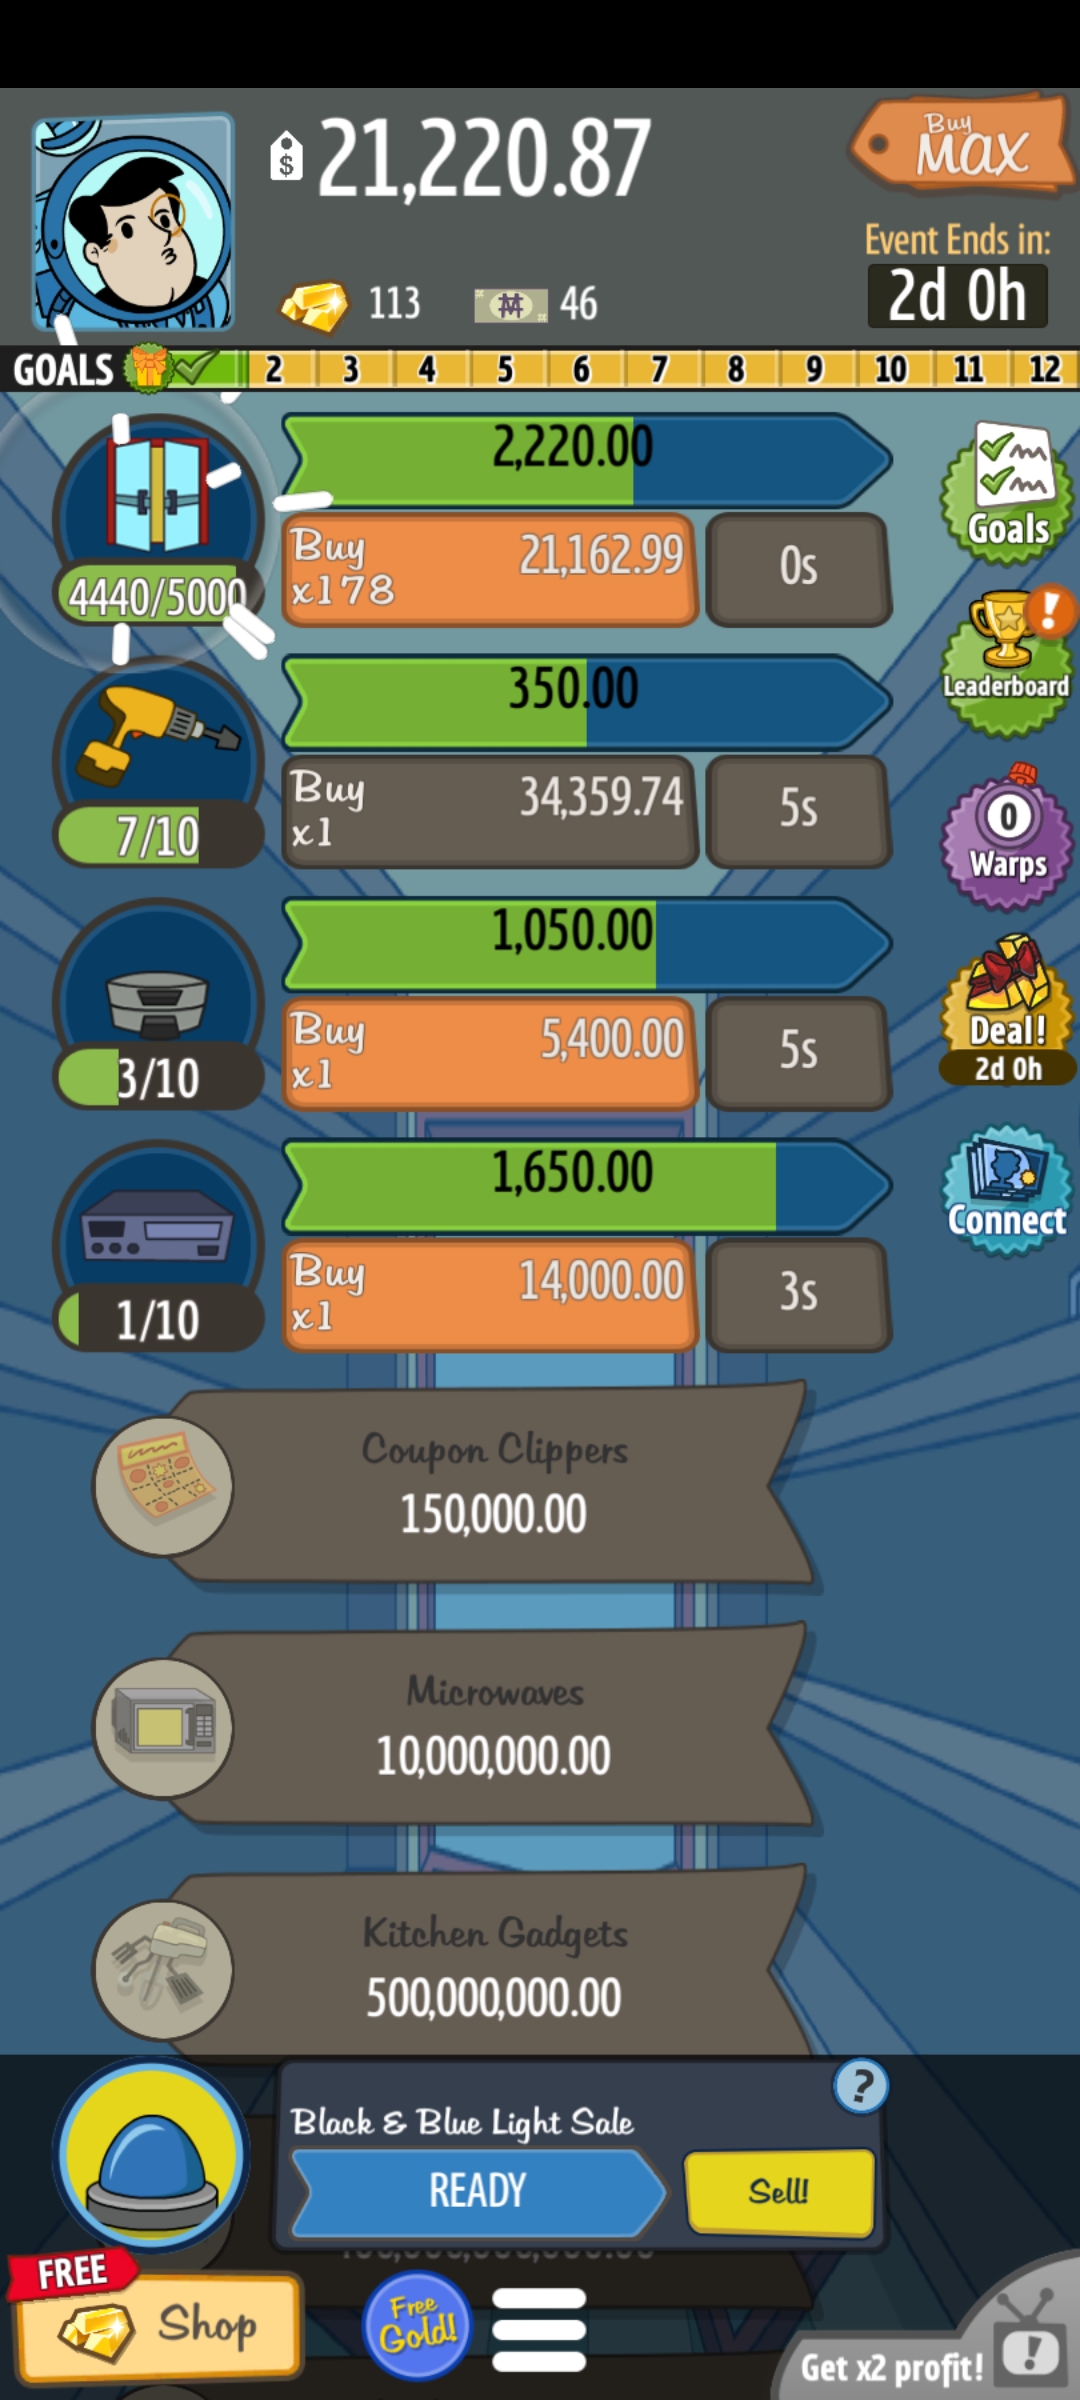 $ 21,220.87
Buy
MAX
Event Ends in:
2d 0h
113
46
GOALS 2 3 4 5 6 7 8 9 10 11 12
2,220.00
Buy
x178
21,162.99
0s
4440/5000
Goals
350.00
Buy
x1
34,359.74
5s
7/10
!
Leaderboard
0
Warps
1,050.00
Buy
x1
5,400.00
5s
3/10
Deal!
2d 0h
1,650.00
Buy
x1
14,000.00
3s
1/10
Connect
Coupon Clippers
150,000.00
Microwaves
10,000,000.00
Kitchen Gadgets
500,000,000.00
?
Black & Blue Light Sale
READY
Sell!
FREE
Shop
Free
Gold!
Get x2 profit!
!